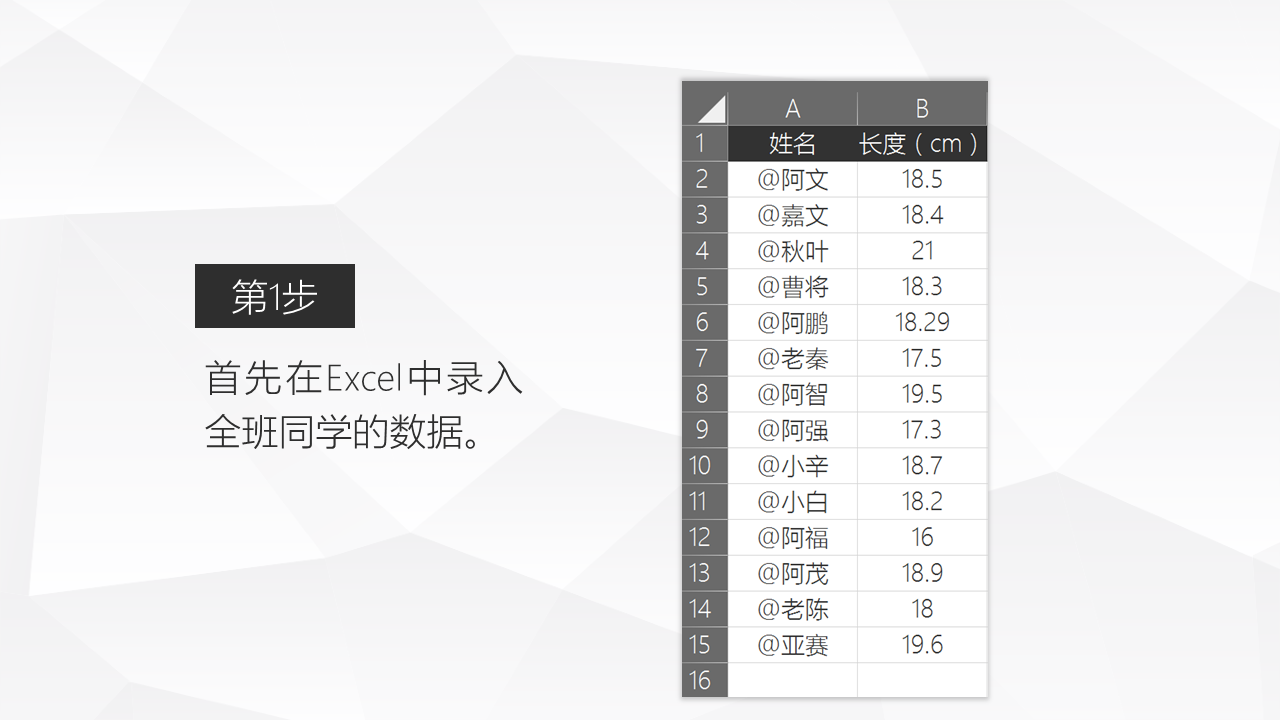 第1步
首先在Excel中录入
全班同学的数据。
A B
1 姓名 长度（cm）
2 @阿文 18.5
3 @嘉文 18.4
4 @秋叶 21
5 @曹将 18.3
6 @阿鹏 18.29
7 @老秦 17.5
8 @阿智 19.5
9 @阿强 17.3
10 @小辛 18.7
11 @小白 18.2
12 @阿福 16
13 @阿茂 18.9
14 @老陈 18
15 @亚赛 19.6
16